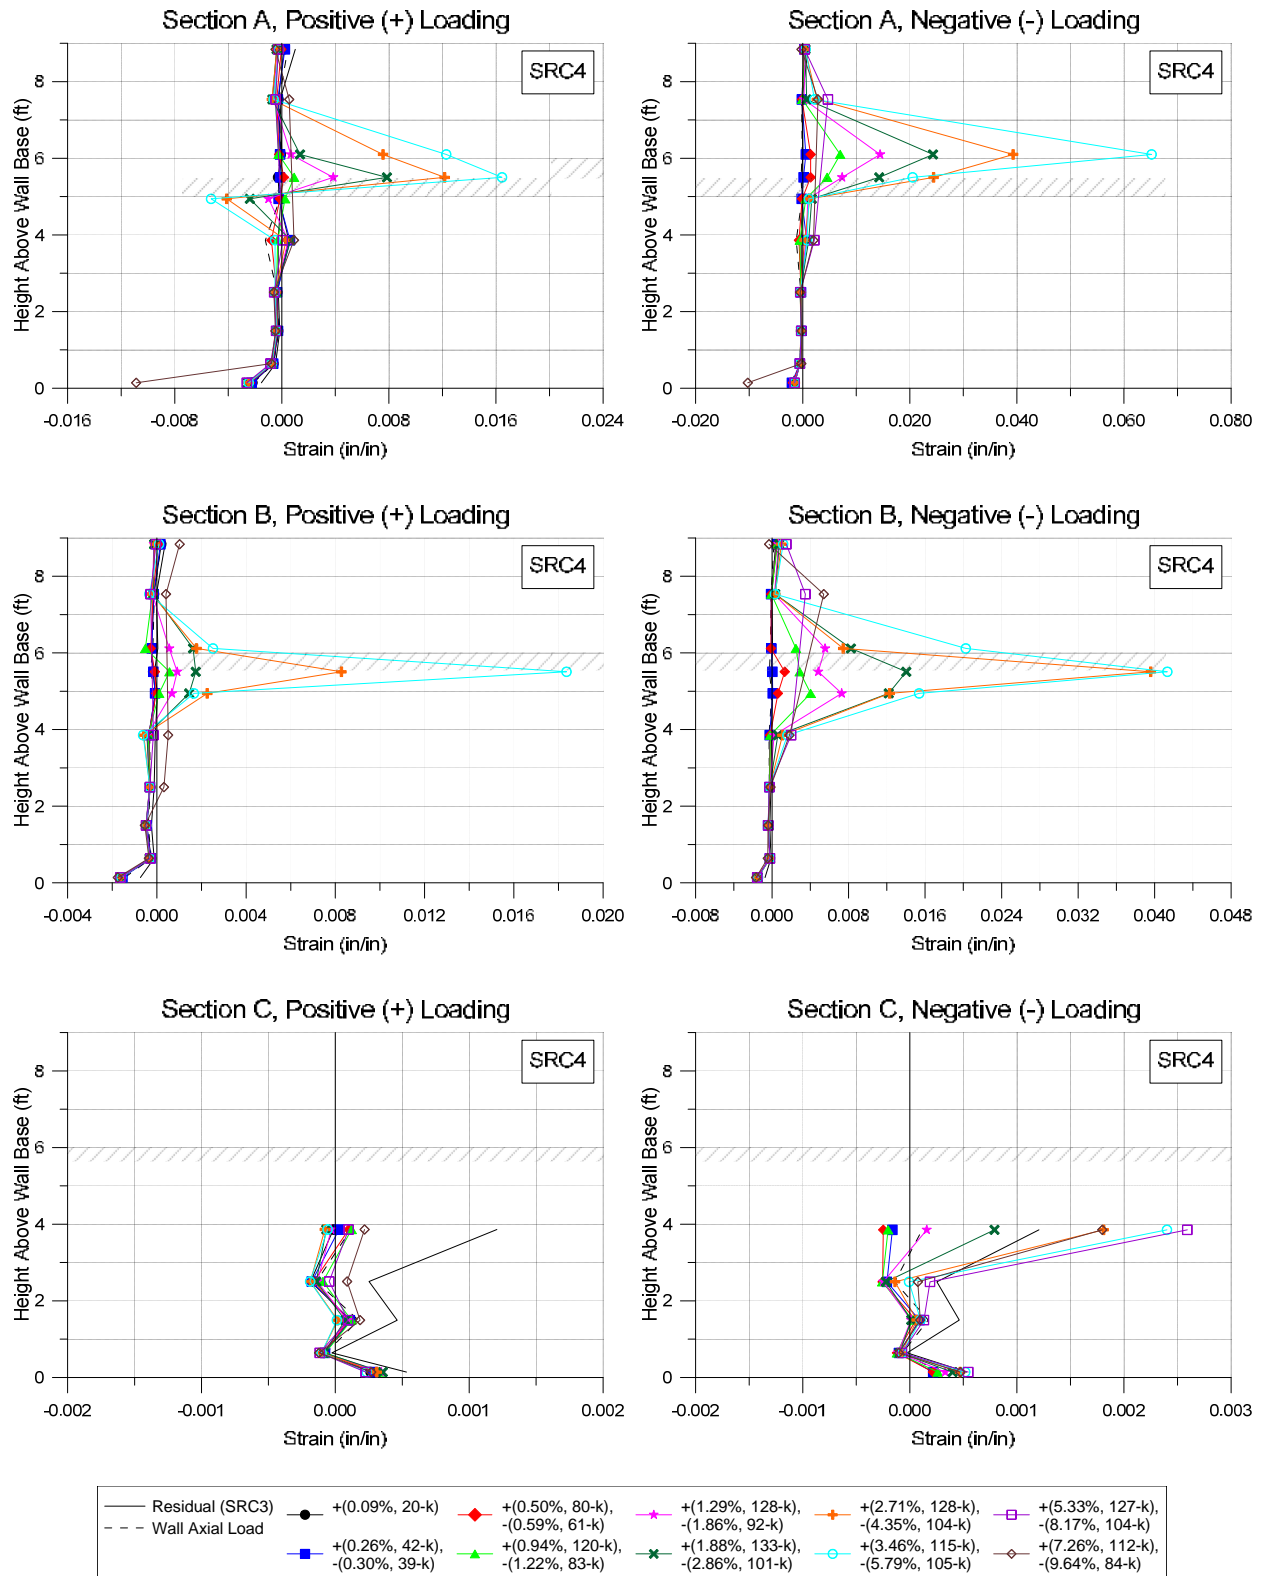 Section A, Positive (+) Loading
SRC4
Height Above Wall Base (ft)
8
6
4
2
0
-0.016 -0.008 0.000 0.008 0.016 0.024
Strain (in/in)
Section A, Negative (-) Loading
SRC4
Height Above Wall Base (ft)
8
6
4
2
0
-0.020 0.000 0.020 0.040 0.060 0.080
Strain (in/in)
Section B, Positive (+) Loading
SRC4
Height Above Wall Base (ft)
8
6
4
2
0
-0.004 0.000 0.004 0.008 0.012 0.016 0.020
Strain (in/in)
Section B, Negative (-) Loading
SRC4
Height Above Wall Base (ft)
8
6
4
2
0
-0.008 0.000 0.008 0.016 0.024 0.032 0.040 0.048
Strain (in/in)
Section C, Positive (+) Loading
SRC4
Height Above Wall Base (ft)
8
6
4
2
0
-0.002 -0.001 0.000 0.001 0.002
Strain (in/in)
Section C, Negative (-) Loading
SRC4
Height Above Wall Base (ft)
8
6
4
2
0
-0.002 -0.001 0.000 0.001 0.002 0.003
Strain (in/in)
Residual (SRC3)
Wall Axial Load
+(0.09%, 20-k)
+(0.26%, 42-k)
-(0.30%, 39-k)
+(0.50%, 80-k),
-(0.59%, 61-k)
+(0.94%, 120-k),
-(1.22%, 83-k)
+(1.29%, 128-k),
-(1.86%, 92-k)
+(1.88%, 133-k),
-(2.86%, 101-k)
+(2.71%, 128-k),
-(4.35%, 104-k)
+(3.46%, 115-k),
-(5.79%, 105-k)
+(5.33%, 127-k),
-(8.17%, 104-k)
+(7.26%, 112-k),
-(9.64%, 84-k)